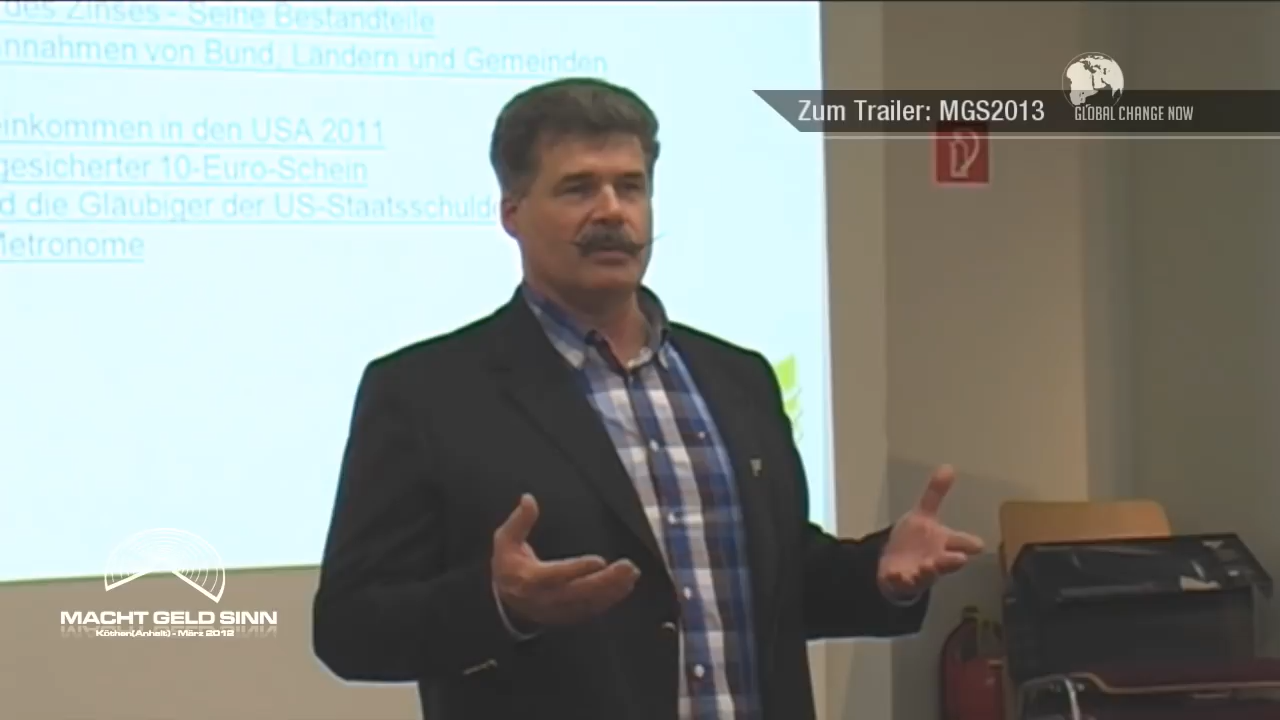 des Zinses - Seine Bestandteile
nnahmen von Bund, Ländern und Gemeinden
einkommen in den USA 2011
gesicherter 10-Euro-Schein
d die Gläubiger der US-Staatsschulde
Metronome
Zum Trailer: MGS2013
GLOBAL CHANGE NOW
MACHT GELD SINN
Köthen(Anhalt) - März 2012